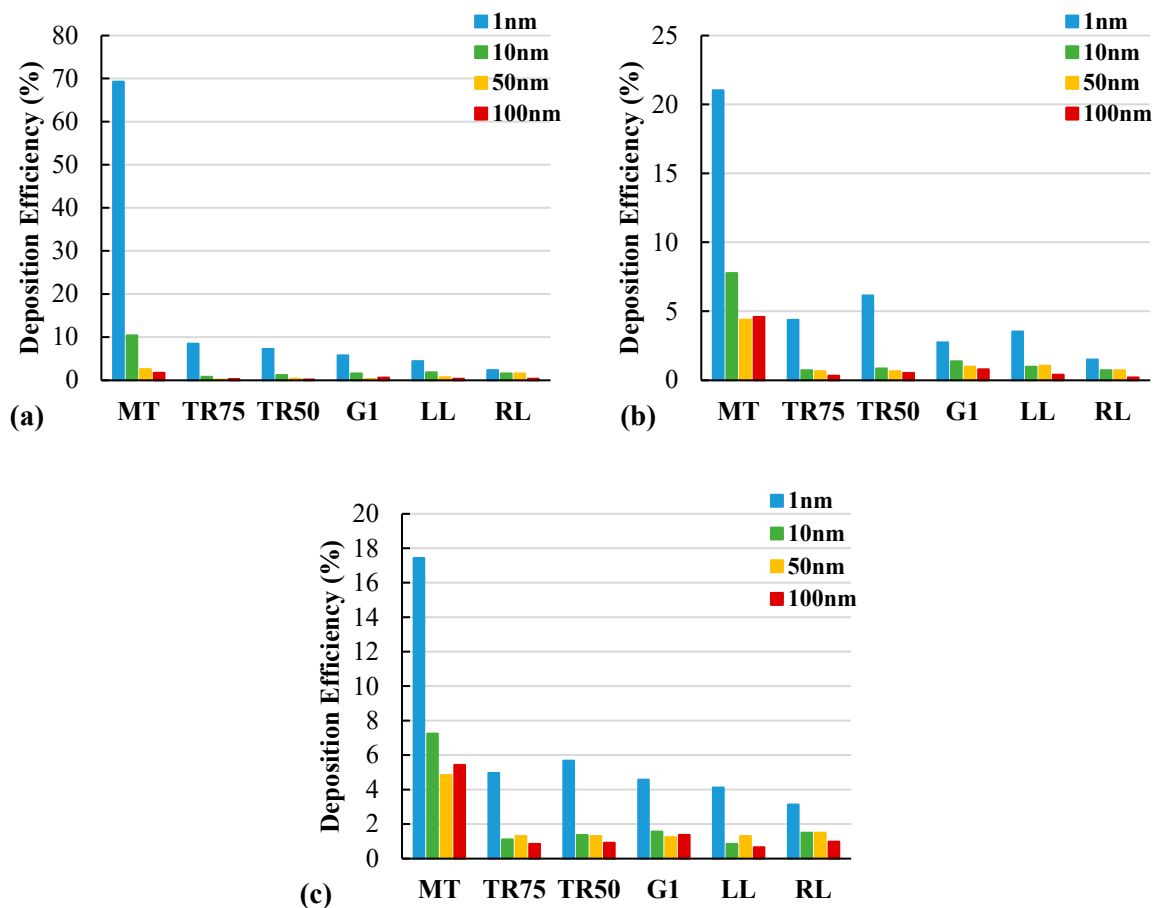 1nm
10nm
50nm
100nm
Deposition Efficiency (%)
80
70
60
50
40
30
20
10
0
MT TR75 TR50 G1 LL RL
(a)
1nm
10nm
50nm
100nm
Deposition Efficiency (%)
25
20
15
10
5
0
MT TR75 TR50 G1 LL RL
(b)
1nm
10nm
50nm
100nm
Deposition Efficiency (%)
20
18
16
14
12
10
8
6
4
2
0
MT TR75 TR50 G1 LL RL
(c)